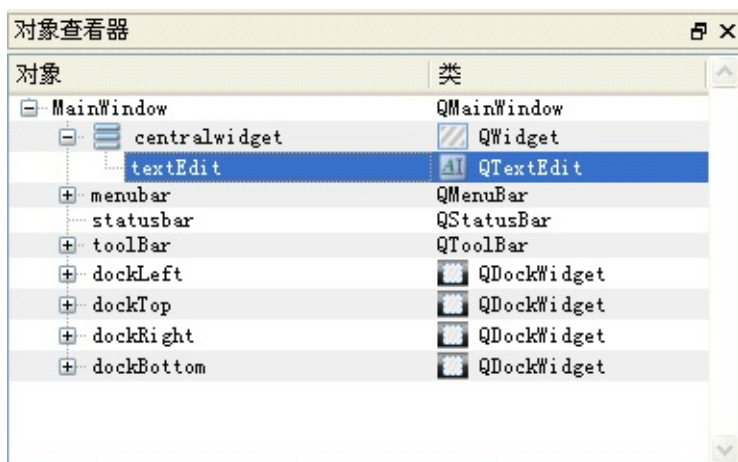 对象查看器
对象 类
MainWindow QMainWindow
centralwidget QWidget
textEdit AI QTextEdit
menubar QMenuBar
statusbar QStatusBar
toolBar QToolBar
dockLeft QDockWidget
dockTop QDockWidget
dockRight QDockWidget
dockBottom QDockWidget